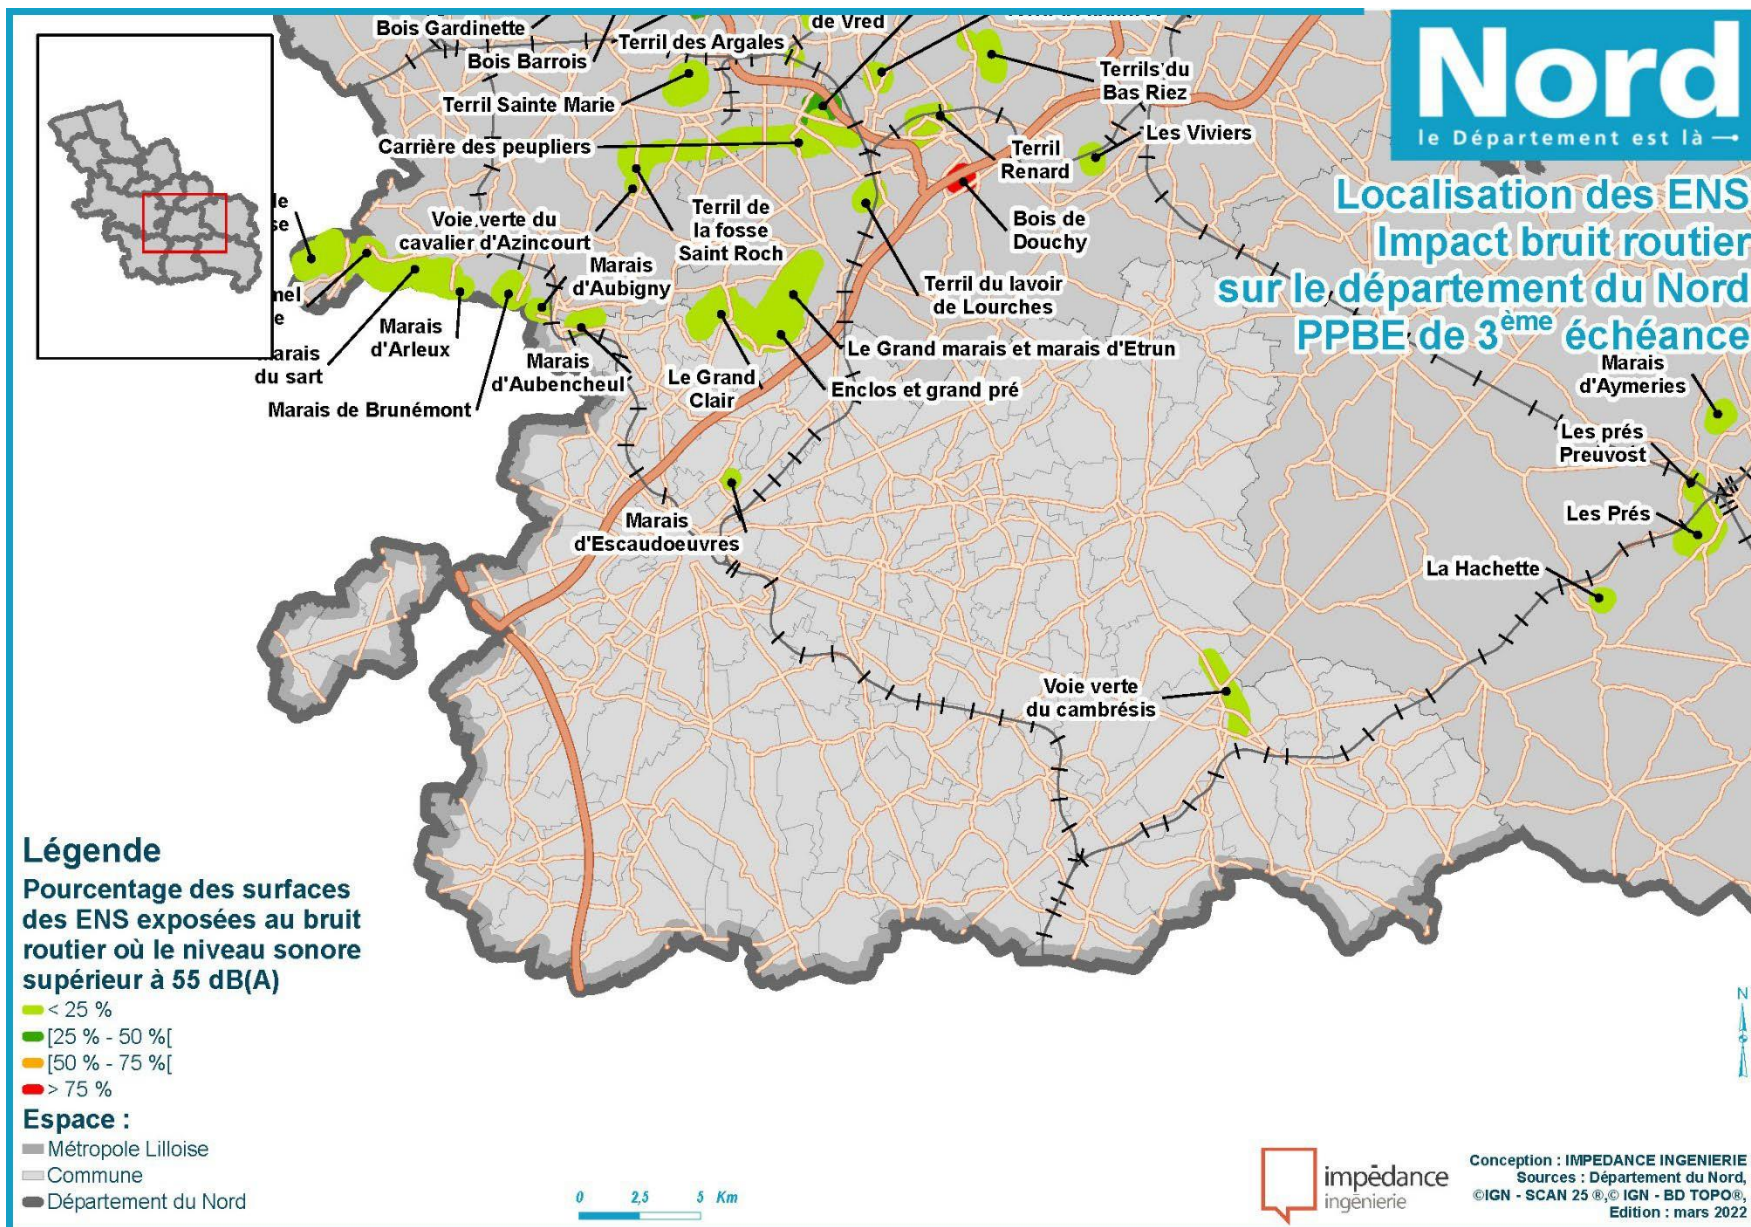 Nord
le Département est là
Localisation des ENS
Impact bruit routier
sur le département du Nord
PPBE de 3ème échéance
Bois Gardinette
Bois Barrois
Terril des Argales
de Vred
Terril Sainte Marie
Terrils du
Bas Riez
Carrière des peupliers
Les Viviers
Terril
Renard
Bois de
Douchy
Voie verte du
cavalier d'Azincourt
Terril de
la fosse
Saint Roch
Marais
d'Aubigny
Terril du lavoir
de Lourches
Marais
d'Arleux
marais
du sart
Marais de Brunémont
Marais
d'Aubencheul
Le Grand
Clair
Le Grand marais et marais d'Etrun
Enclos et grand pré
Marais
d'Aymeries
Les prés
Preuvost
Les Prés
La Hachette
Marais
d'Escaudoeuvres
Voie verte
du cambrésis
Légende
Pourcentage des surfaces
des ENS exposées au bruit
routier où le niveau sonore
supérieur à 55 dB(A)
< 25 %
[25 % - 50 %[
[50 % - 75 %[
> 75 %
Espace :
Métropole Lilloise
Commune
Département du Nord
0 2,5 5 Km
N
impédance
ingénierie
Conception : IMPEDANCE INGENIERIE
Sources : Département du Nord,
©IGN - SCAN 25 ®,© IGN - BD TOPO®,
Edition : mars 2022